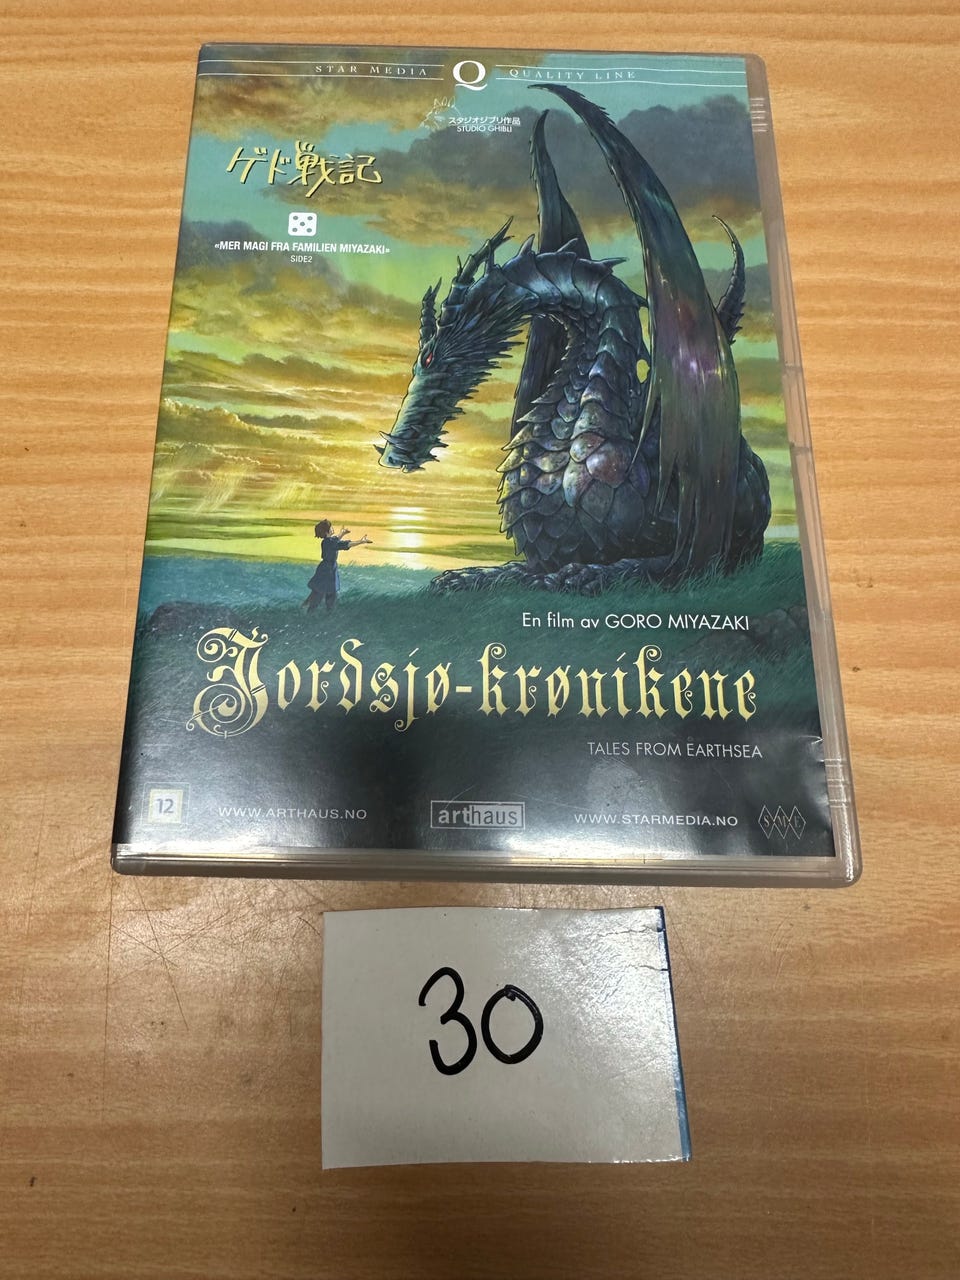 STAR MEDIA Q QUALITY LINE
スタジオジブリ作品
STUDIO GHIBLI
ゲド戦記
«MER MAGI FRA FAMILIEN MIYAZAKI»
SIDE2
En film av GORO MIYAZAKI
Jordsjø-krønikene
TALES FROM EARTHSEA
12 WWW.ARTHAUS.NO arthaus WWW.STARMEDIA.NO
30